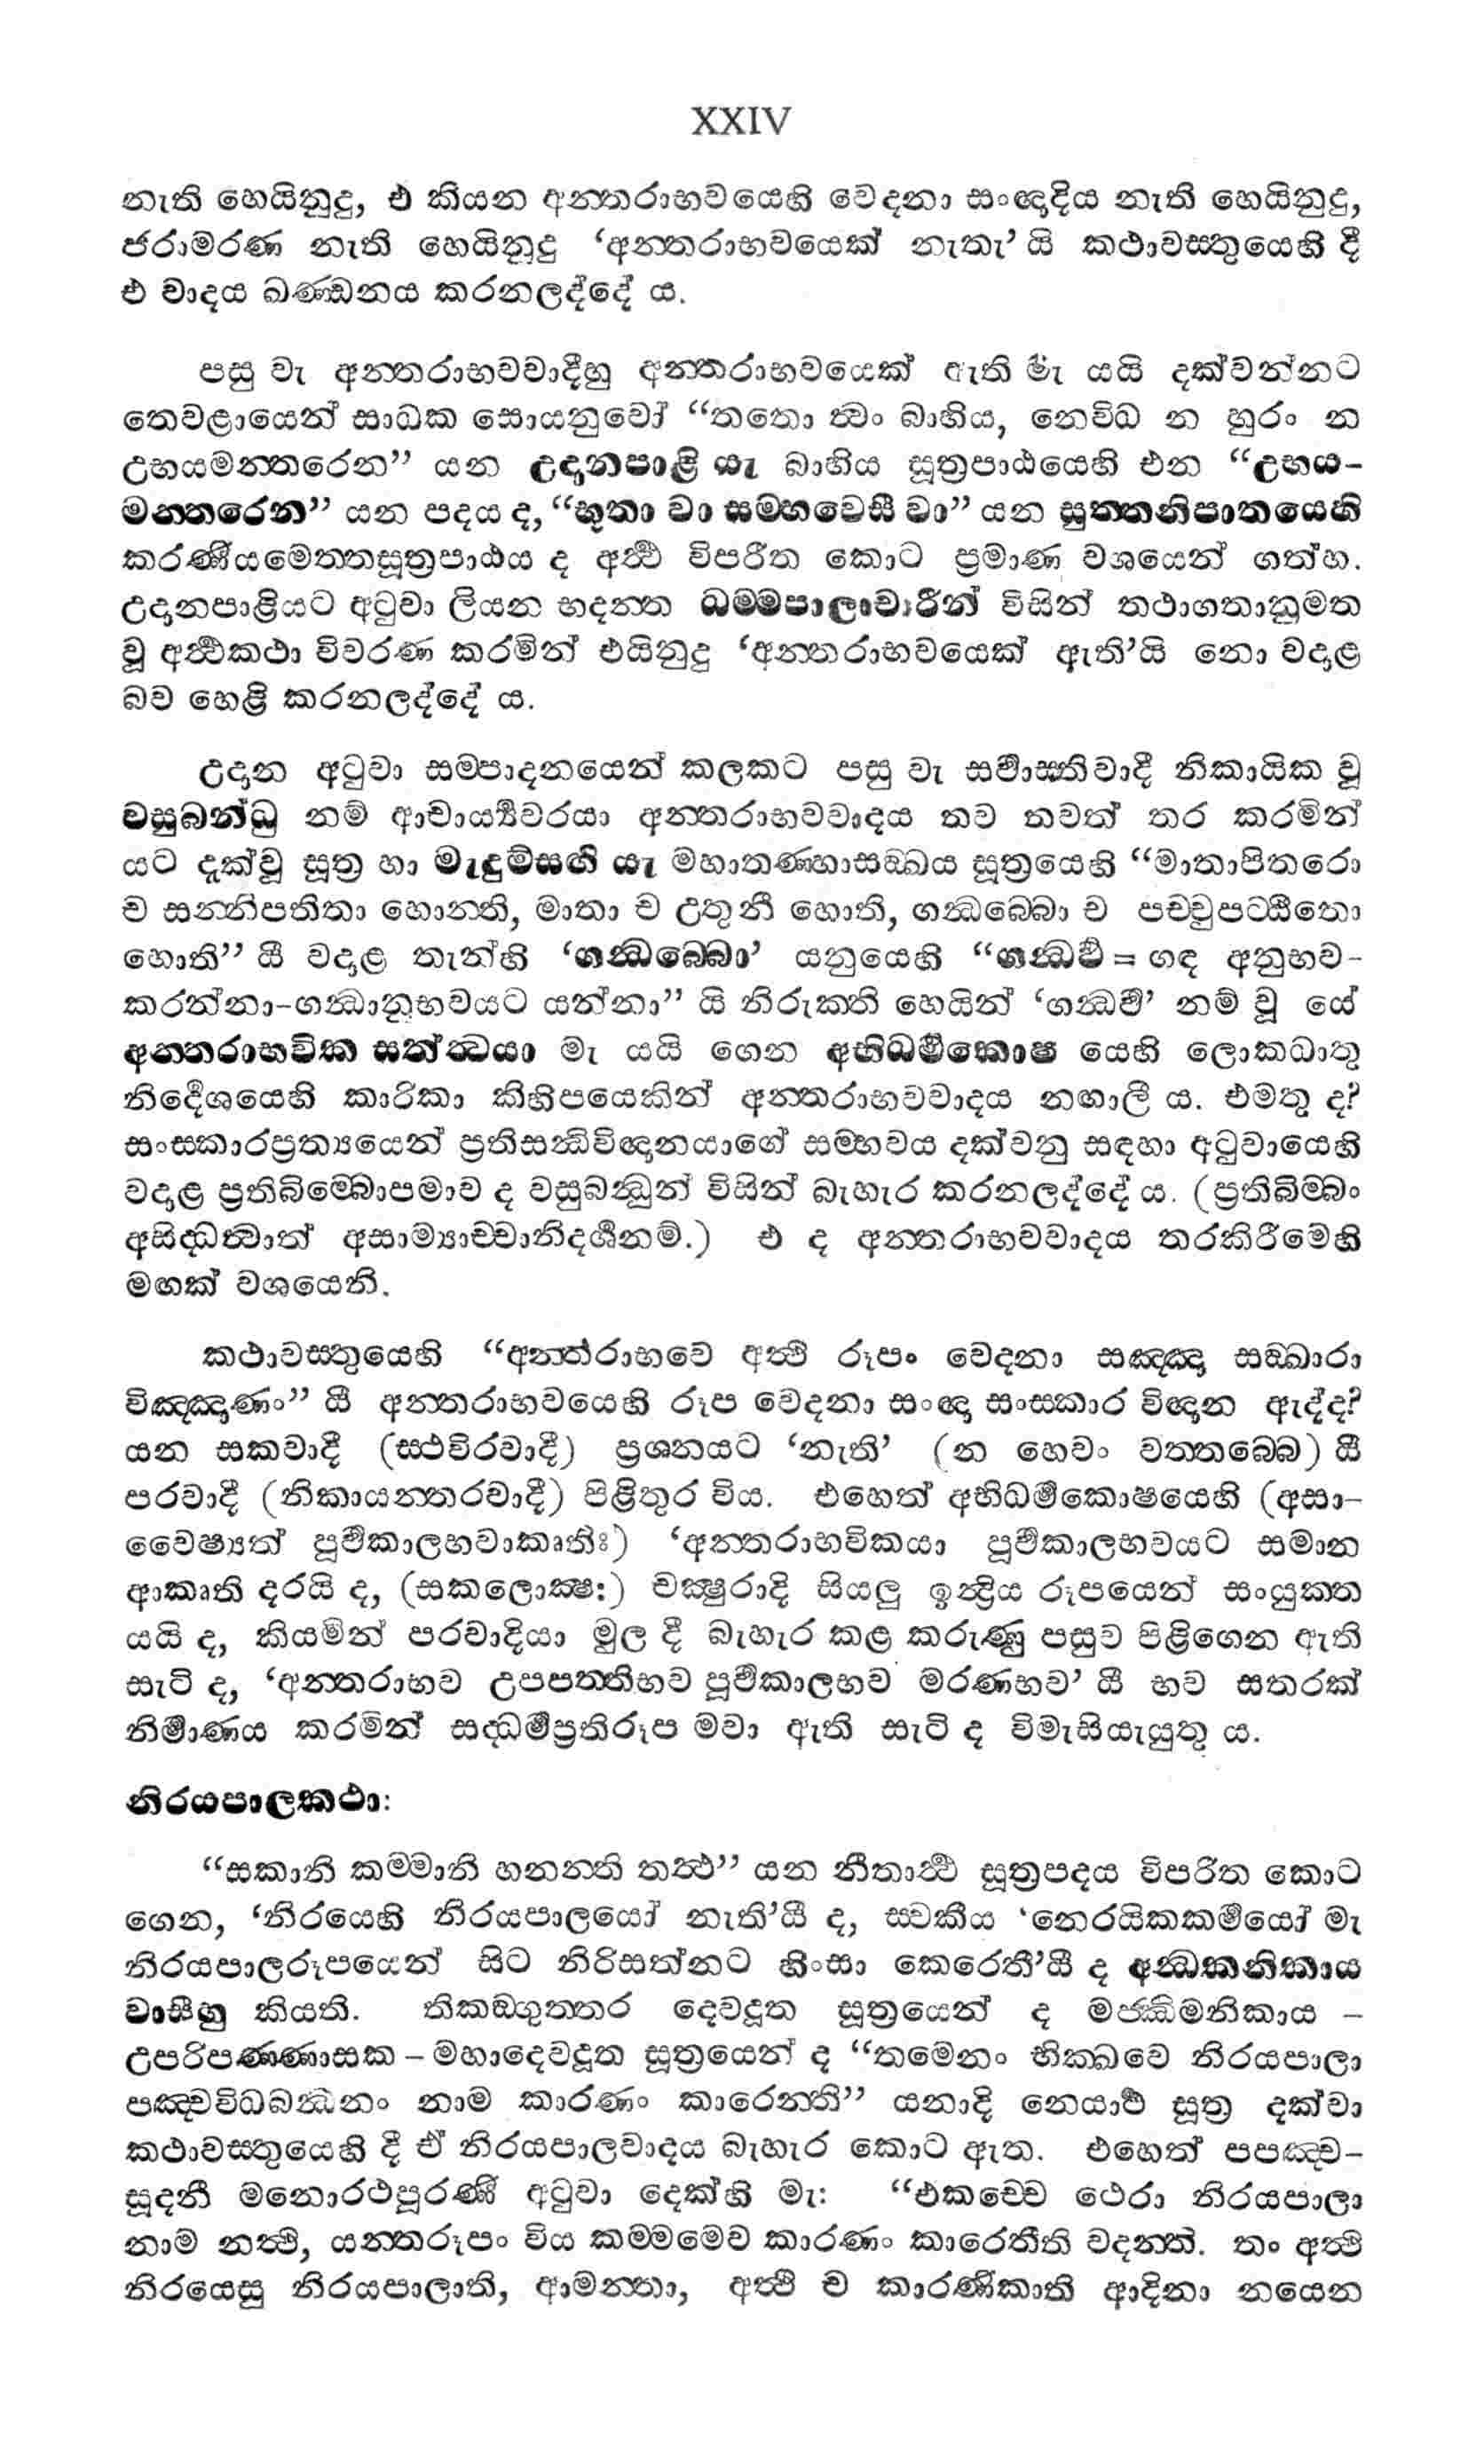 XXIV
නැති හෙයිනුදු, එ කියන අන්තරාභවයෙහි වෙදනා සංඥාදිය නැති හෙයිනුදු,
ජරාමරණ නැති හෙයිනුදු ‘අන්තරාභවයෙක් නැතැ’ යි කථාවස්තුයෙහි දී
එ වාදය ඛණ්ඩනය කරනලද්දේ ය.
පසු වැ අන්තරාභවවාදීහු අන්තරාභවයෙක් ඇති මැ යයි දක්වන්නට
තෙවළායෙන් සාධක සොයනුවෝ “තතො ත්වං බාහිය, නෙවිධ න හුරං න
උභයමන්තරෙන” යන උදානපාළි යැ බාහිය සූත්‍රපාඨයෙහි එන “උභය-
මන්තරෙන” යන පදය ද, “භූතා වා සම්භවෙසී වා” යන සුත්තනිපාතයෙහි
කරණීයමෙත්තසූත්‍රපාඨය ද අර්ථ විපරීත කොට ප්‍රමාණ වශයෙන් ගත්හ.
උදානපාළියට අටුවා ලියන භදන්ත ධම්මපාලාචාරීන් විසින් තථාගතානුමත
වූ අර්ථකථා විවරණ කරමින් එයිනුදු ‘අන්තරාභවයෙක් ඇති’යි නො වදාළ
බව හෙළි කරනලද්දේ ය.
උදාන අටුවා සම්පාදනයෙන් කලකට පසු වැ සර්වාස්තිවාදී නිකායික වූ
වසුබන්ධු නම් ආචාර්ය්‍යවරයා අන්තරාභවවාදය තව තවත් තර කරමින්
යට දැක්වූ සූත්‍ර හා මැදුම්සඟි යැ මහාතණ්හාසඞ්ඛය සූත්‍රයෙහි “මාතාපිතරො
ච සන්නිපතිතා හොන්ති, මාතා ච උතුනී හොති, ගන්ධබ්බො ච පච්චුපට්ඨිතො
හොති” යී වදාළ තැන්හි ‘ගන්ධබ්බො’ යනුයෙහි “ගන්ධර්ව = ගඳ අනුභව-
කරන්නා-ගන්ධානුභවයට යන්නා” යි නිරුක්ති හෙයින් ‘ගන්ධර්ව’ නම් වූ යේ
අන්තරාභවික සත්ත්වයා මැ යයි ගෙන අභිධර්මකොෂ යෙහි ලොකධාතු
නිර්දෙශයෙහි කාරිකා කිහිපයෙකින් අන්තරාභවවාදය නඟාලී ය. එමතු ද?
සංස්කාරප්‍රත්‍යයෙන් ප්‍රතිසන්ධිවිඥානයාගේ සම්භවය දක්වනු සඳහා අටුවායෙහි
වදාළ ප්‍රතිබිම්බොපමාව ද වසුබන්ධුන් විසින් බැහැර කරනලද්දේ ය. (ප්‍රතිබිම්බං
අසිද්ධත්වාත් අසාම්‍යාච්චානිදර්ශනම්.) එ ද අන්තරාභවවාදය තරකිරීමෙහි
මඟක් වශයෙනි.
කථාවස්තුයෙහි “අන්ත්රාභවෙ අත්ථි රූපං වෙදනා සඤ්ඤා සඞ්ඛාරා
විඤ්ඤාණං” යී අන්තරාභවයෙහි රූප වෙදනා සංඥා සංස්කාර විඥාන ඇද්ද?
යන සකවාදී (ස්ථවිරවාදී) ප්‍රශ්නයට ‘නැති’ (න හෙවං වත්තබ්බෙ) යී
පරවාදී (නිකායන්තරවාදී) පිළිතුර විය. එහෙත් අභිධර්මකොෂයෙහි (අසා-
වෛෂ්‍යත් පූර්වකාලභවාකෘතිඃ) ‘අන්තරාභවිකයා පූර්වකාලභවයට සමාන
ආකෘති දරයි ද, (සකලොක්ෂඃ) චක්ෂුරාදි සියලු ඉන්ද්‍රිය රූපයෙන් සංයුක්ත
යයි ද, කියමින් පරවාදියා මුල දී බැහැර කළ කරුණු පසුව පිළිගෙන ඇති
සැටි ද, ‘අන්තරාභව උපපත්තිභව පූර්වකාලභව මරණභව’ යී භව සතරක්
නිර්මාණය කරමින් සද්ධර්මප්‍රතිරූප මවා ඇති සැටි ද විමැසියැයුතු ය.
නිරයපාලකථා:
“සකානි කම්මානි හනන්ති තත්ථ” යන නීතාර්ථ සූත්‍රපදය විපරීත කොට
ගෙන, ‘නිරයෙහි නිරයපාලයෝ නැති’යී ද, ස්වකීය ‘නෙරයිකකර්මයෝ මැ
නිරයපාලරූපයෙන් සිට නිරිසත්නට හිංසා කෙරෙතී’යී ද අන්ධකනිකාය
වාසීහු කියති. තිකඞ්ගුත්තර දෙවදූත සූත්‍රයෙන් ද මජ්ඣිමනිකාය –
උපරිපණ්ණාසක – මහාදෙවදූත සූත්‍රයෙන් ද “තමෙනං භික්ඛවෙ නිරයපාලා
පඤ්චවිධබන්ධනං නාම කාරණං කාරෙන්ති” යනාදි නෙයාර්ථ සූත්‍ර දක්වා
කථාවස්තුයෙහි දී ඒ නිරයපාලවාදය බැහැර කොට ඇත. එහෙත් පපඤ්ච-
සූදනී මනොරථපූරණී අටුවා දෙක්හි මැ: “එකච්චෙ ථෙරා නිරයපාලා
නාම නත්ථි, යන්තරූපං විය කම්මමෙව කාරණං කාරෙතීති වදන්ති. තං අත්ථි
නිරයෙසු නිරයපාලාති, ආමන්තා, අත්ථි ච කාරණිකාති ආදිනා නයෙන